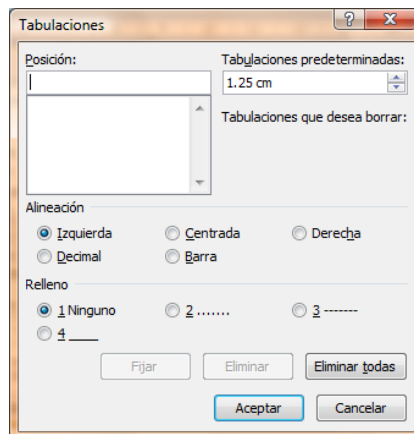 Tabulaciones
Posición: Tabulaciones predeterminadas:
1.25 cm
Tabulaciones que desea borrar:
Alineación
Izquierda Centrada Derecha
Decimal Barra
Relleno
1 Ninguno 2 ....... 3 -------
4 ____
Fijar Eliminar Eliminar todas
Aceptar Cancelar